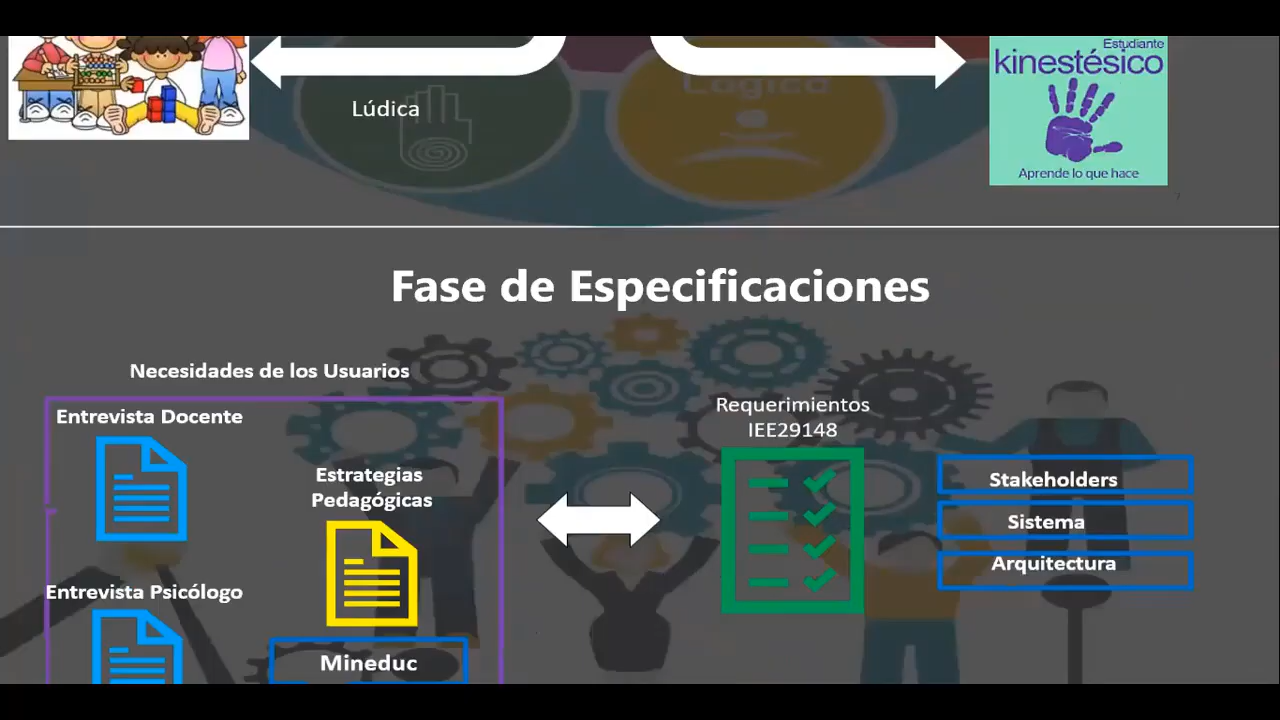 Estudiante
kinestésico
Lógica
Lúdica
Aprende lo que hace
Fase de Especificaciones
Necesidades de los Usuarios
Entrevista Docente
Estrategias
Pedagógicas
Entrevista Psicólogo
Mineduc
Requerimientos
IEE29148
Stakeholders
Sistema
Arquitectura